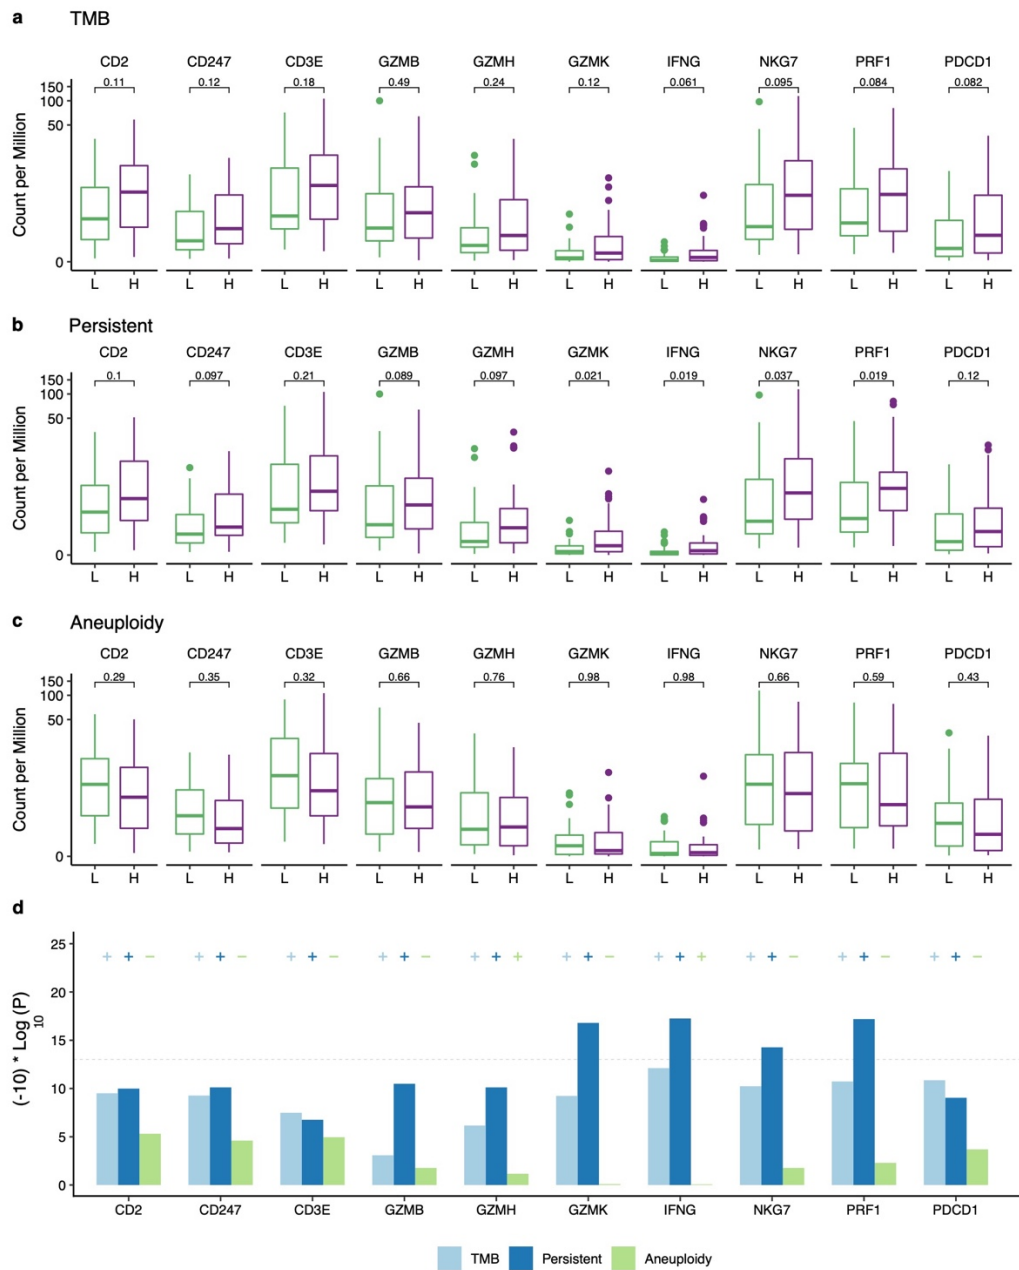 a TMB
CD2 CD247 CD3E GZMB GZMH GZMK IFNG NKG7 PRF1 PDCD1
0.11 0.12 0.18 0.49 0.24 0.12 0.061 0.095 0.084 0.082
150
100
50
0
Count per Million
L H L H L H L H L H L H L H L H L H L H
b Persistent
CD2 CD247 CD3E GZMB GZMH GZMK IFNG NKG7 PRF1 PDCD1
0.1 0.097 0.21 0.089 0.097 0.021 0.019 0.037 0.019 0.12
150
100
50
0
Count per Million
L H L H L H L H L H L H L H L H L H L H
c Aneuploidy
CD2 CD247 CD3E GZMB GZMH GZMK IFNG NKG7 PRF1 PDCD1
0.29 0.35 0.32 0.66 0.76 0.98 0.98 0.66 0.59 0.43
150
100
50
0
Count per Million
L H L H L H L H L H L H L H L H L H L H
d
25
20
15
10
5
0
(-10) * Log10 (P)
+ + − + + − + + − + + − + + + + + − + + + + + − + + − + + −
CD2 CD247 CD3E GZMB GZMH GZMK IFNG NKG7 PRF1 PDCD1
TMB Persistent Aneuploidy